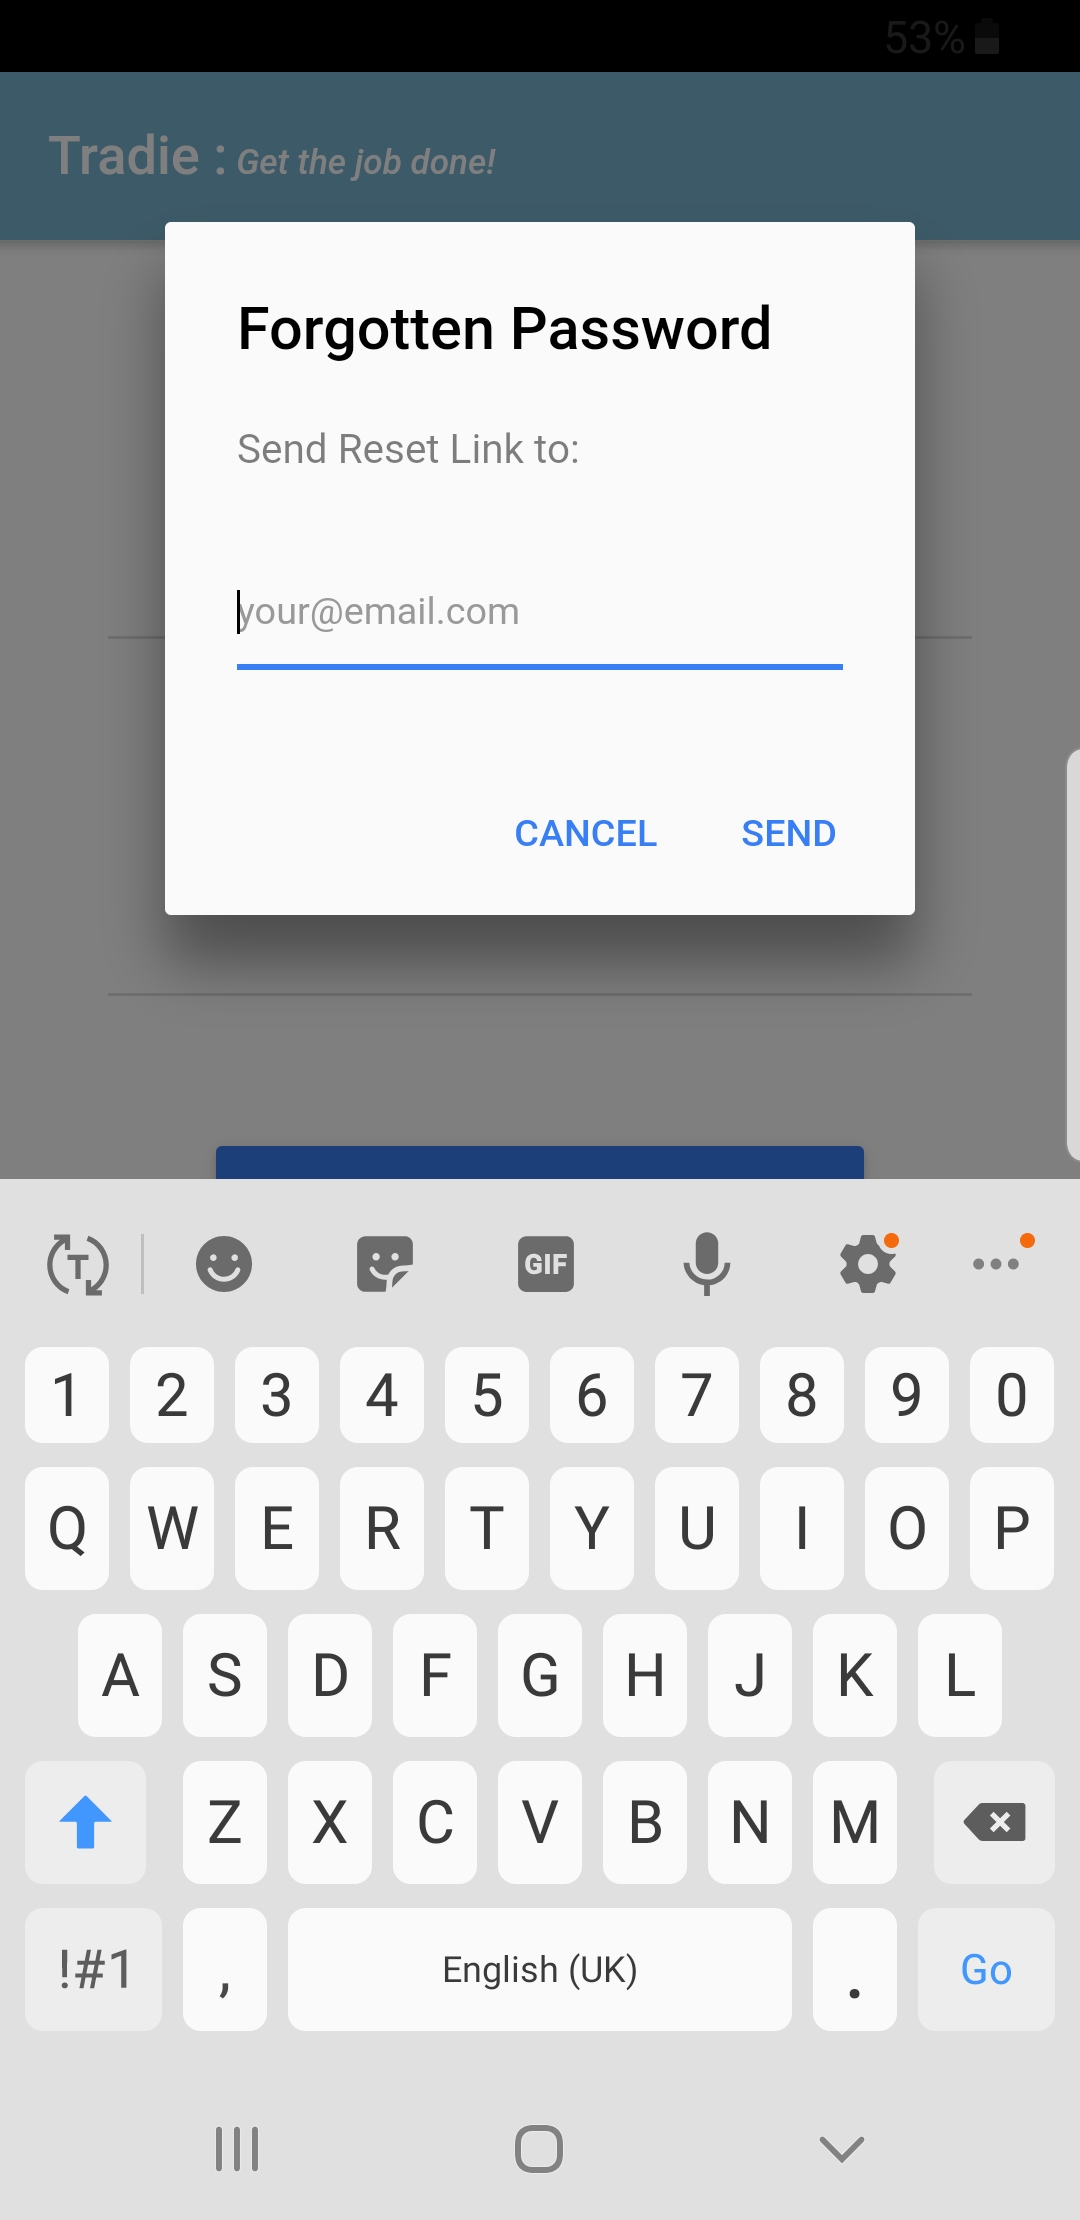 53%
Tradie : Get the job done!
Forgotten Password
Send Reset Link to:
your@email.com
CANCEL SEND
T GIF
1 2 3 4 5 6 7 8 9 0
Q W E R T Y U I O P
A S D F G H J K L
Z X C V B N M
!#1 , English (UK) . Go